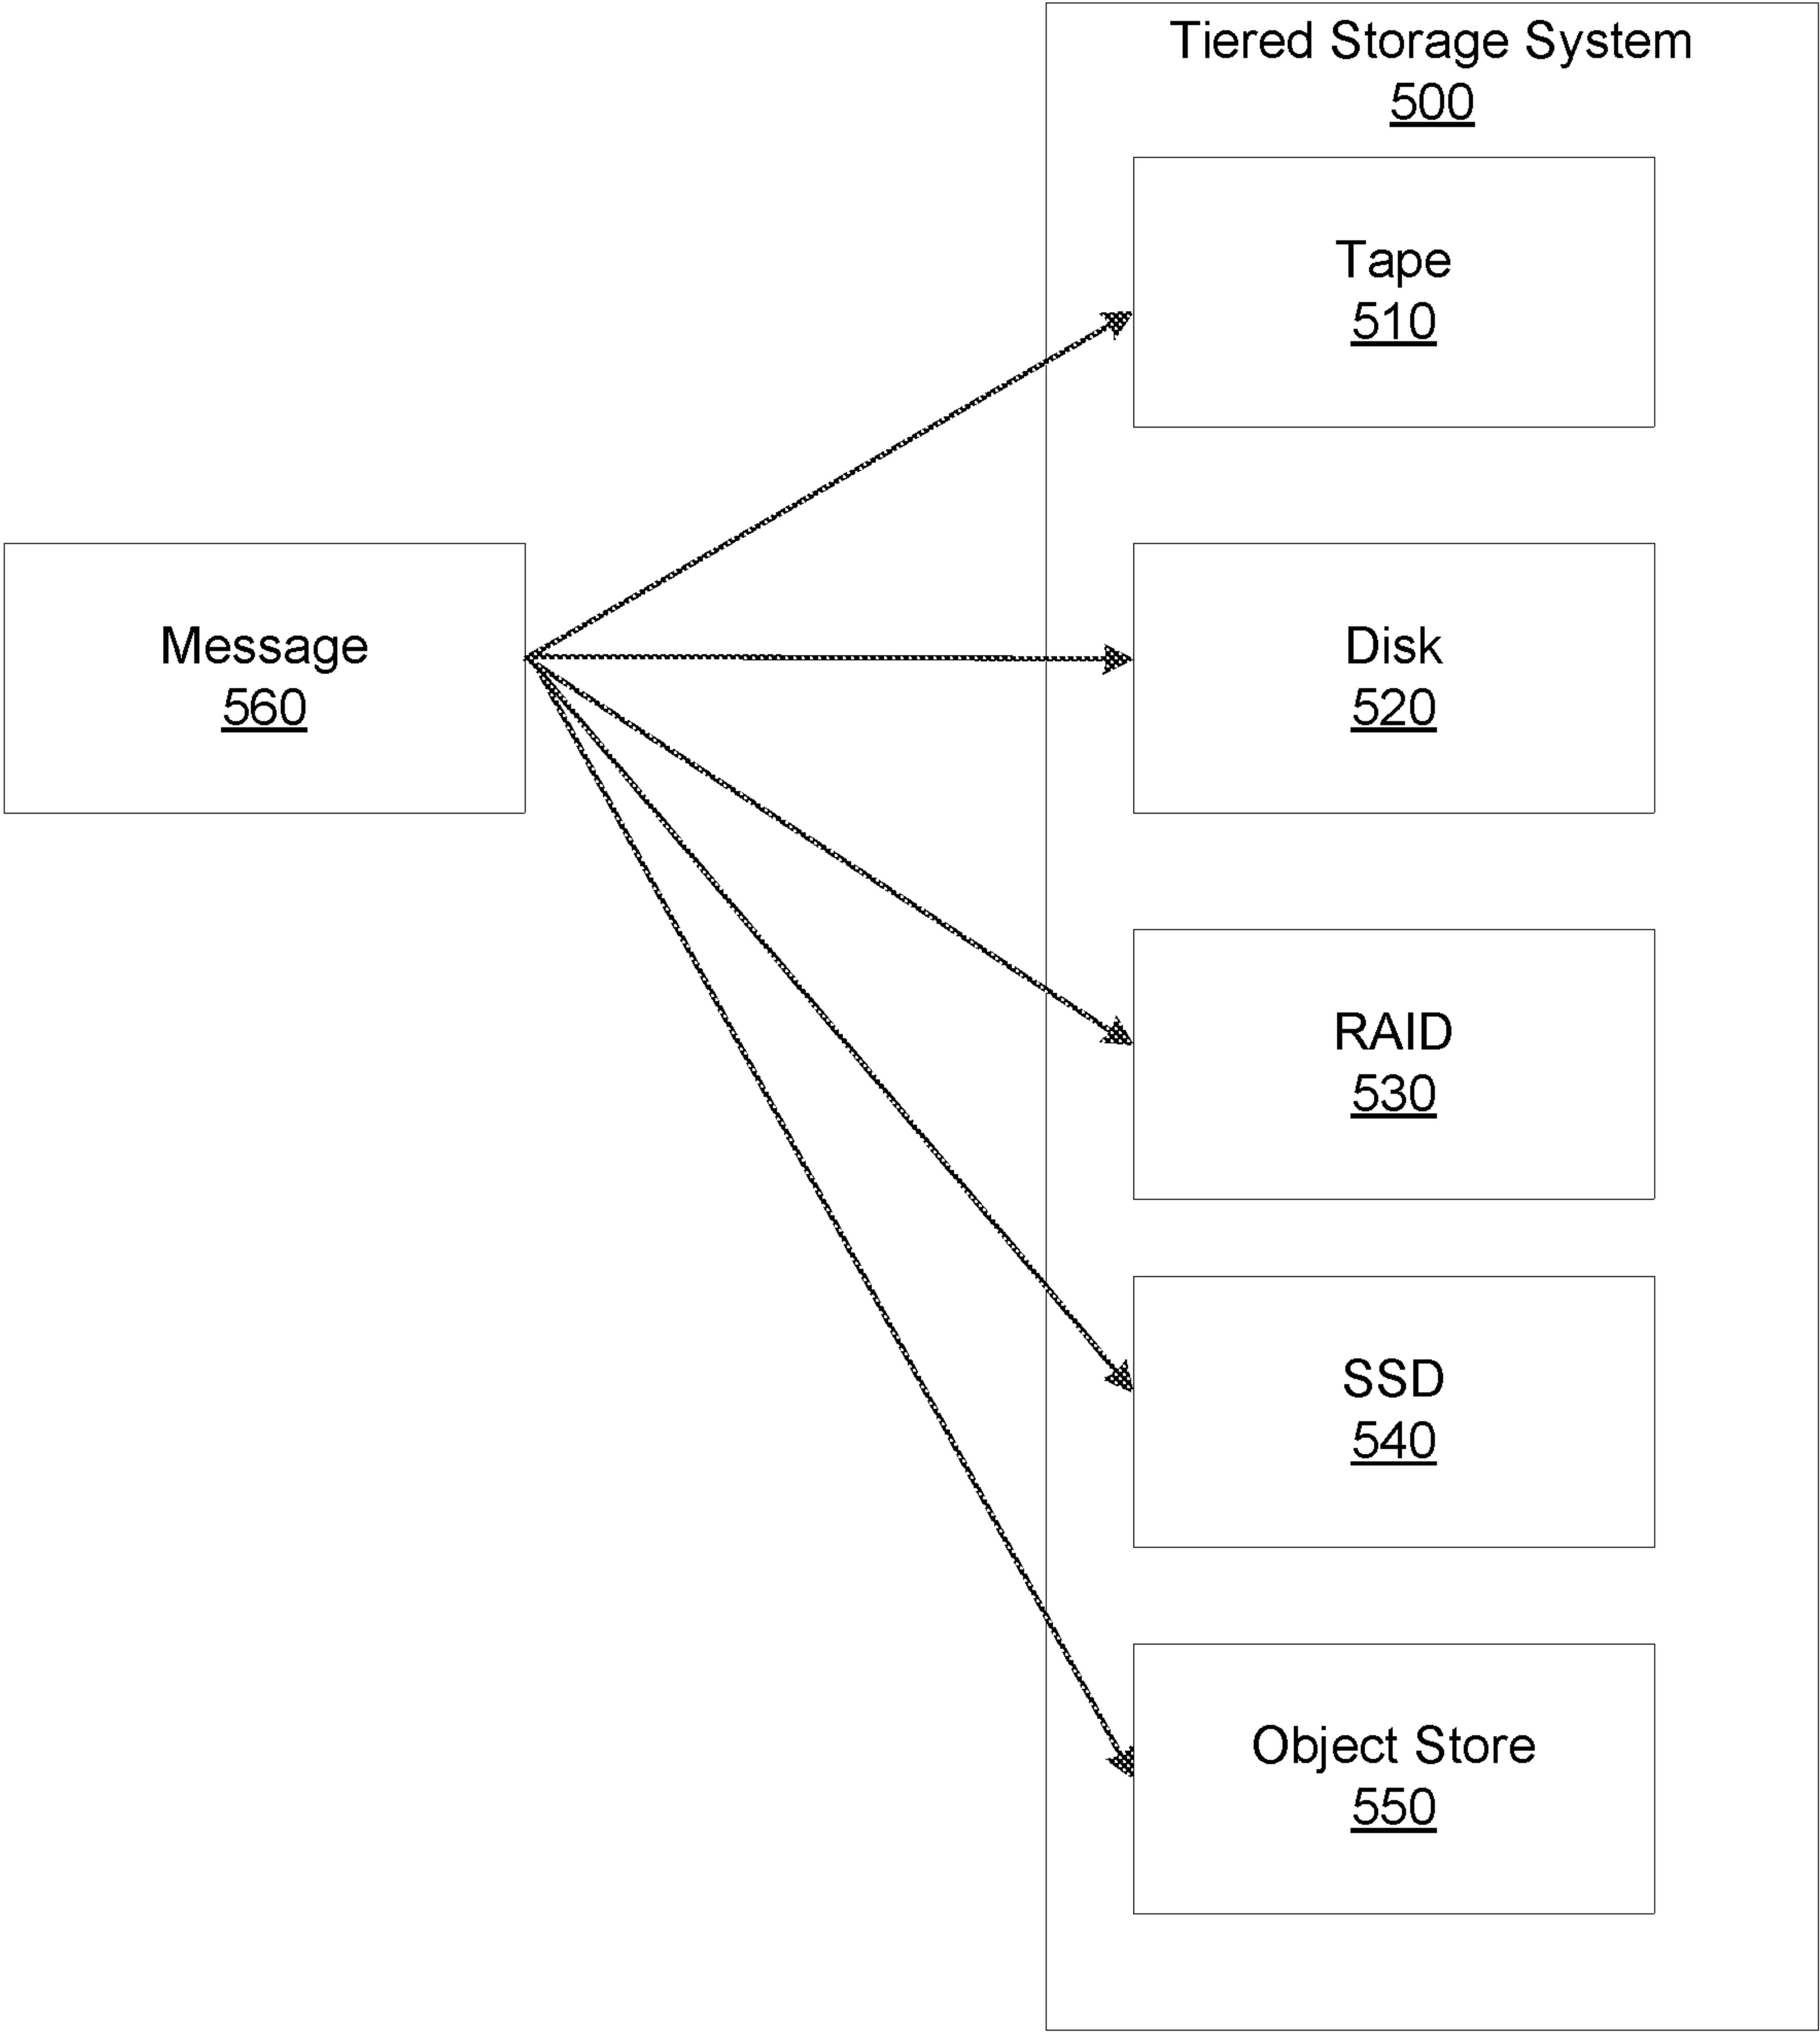 Tiered Storage System
500
Tape
510
Message
560
Disk
520
RAID
530
SSD
540
Object Store
550